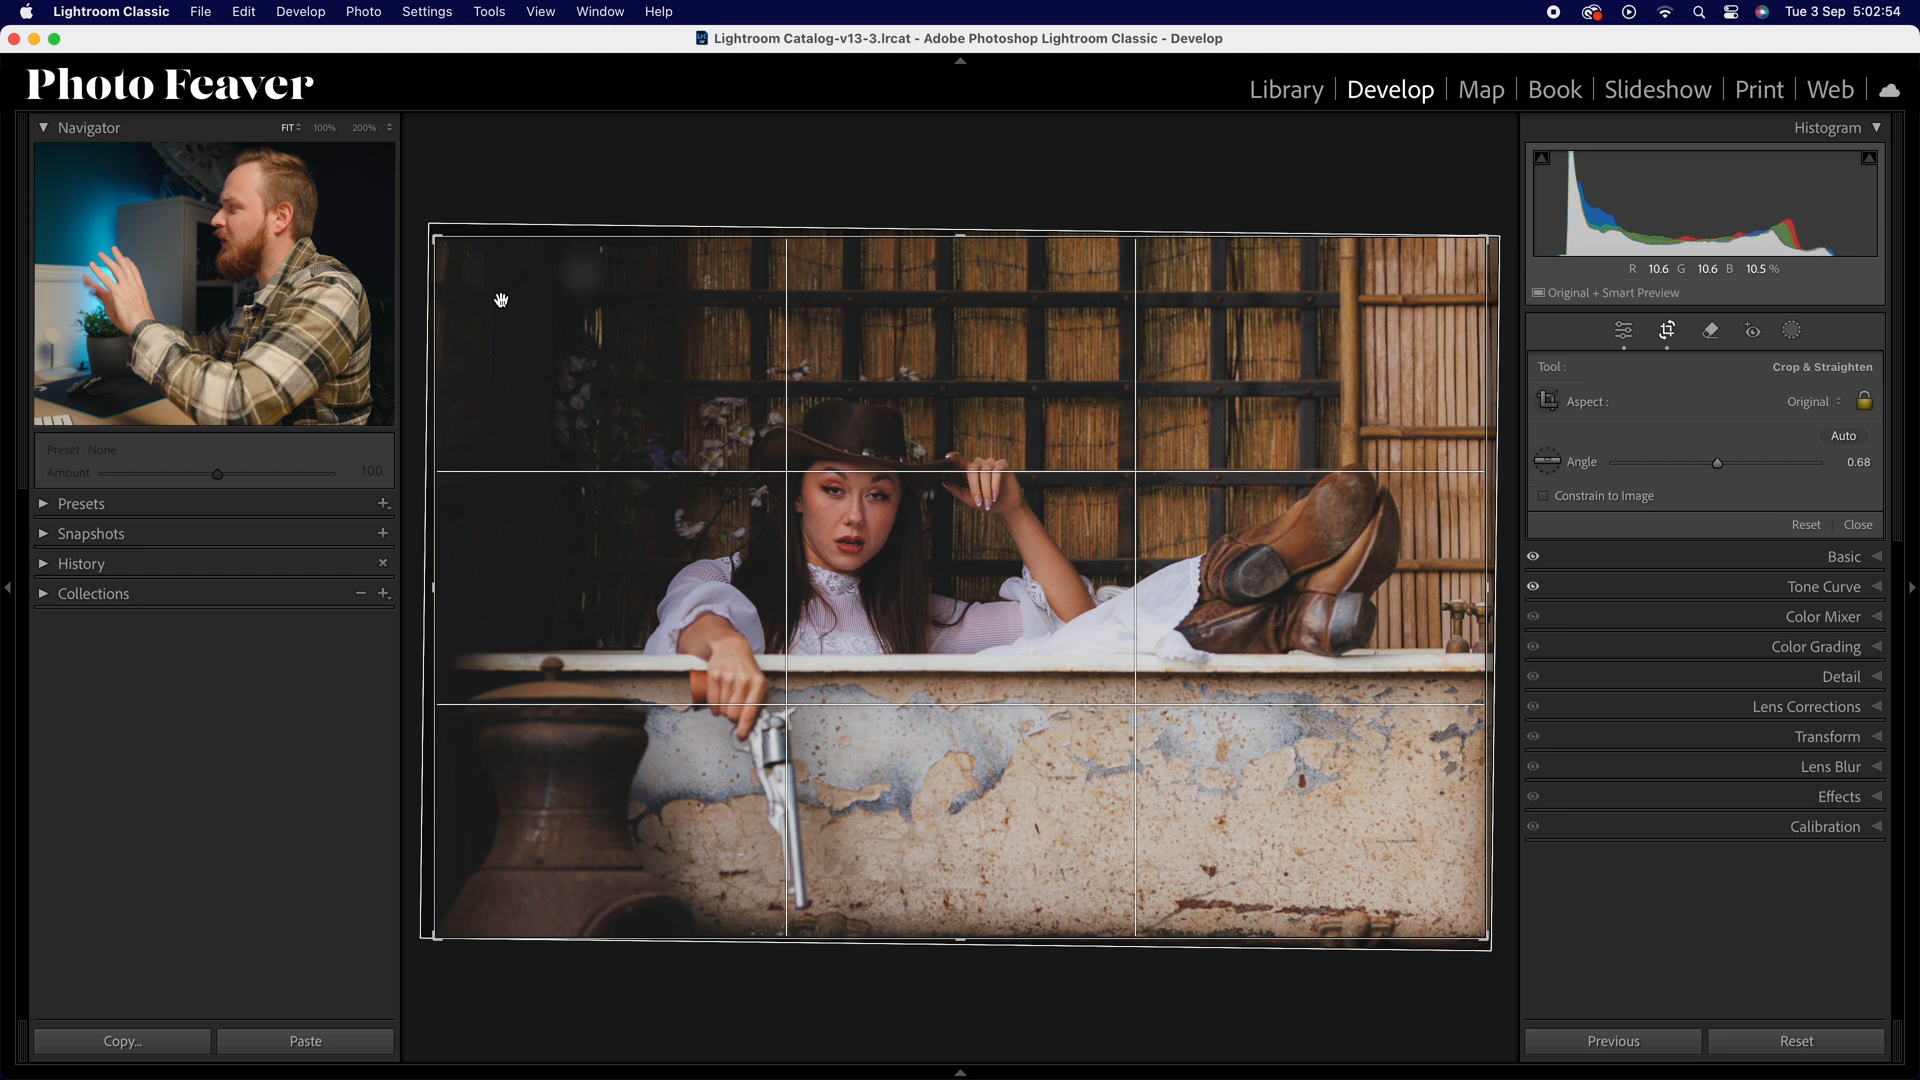 Lightroom Classic File Edit Develop Photo Settings Tools View Window Help Tue 3 Sep 5:02:54
Lightroom Catalog-v13-3.lrcat - Adobe Photoshop Lightroom Classic - Develop
Photo Feaver
Library Develop Map Book Slideshow Print Web
Navigator FIT 100% 200%
Preset : None
Amount 100
Presets
Snapshots
History
Collections
Copy... Paste
Histogram
R 10.6 G 10.6 B 10.5 %
Original + Smart Preview
Tool : Crop & Straighten
Aspect : Original
Auto
Angle 0.68
Constrain to Image
Reset Close
Basic
Tone Curve
Color Mixer
Color Grading
Detail
Lens Corrections
Transform
Lens Blur
Effects
Calibration
Previous Reset